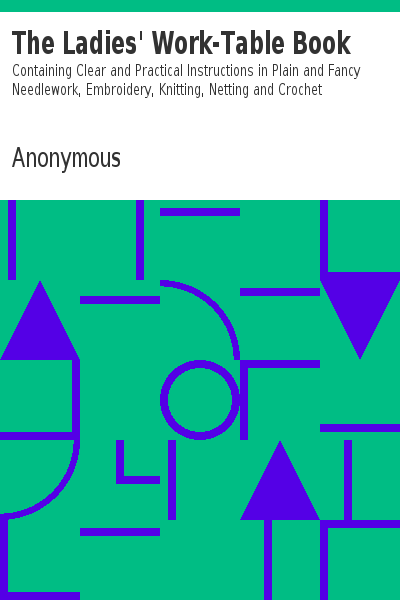 The Ladies' Work-Table Book
Containing Clear and Practical Instructions in Plain and Fancy
Needlework, Embroidery, Knitting, Netting and Crochet
Anonymous